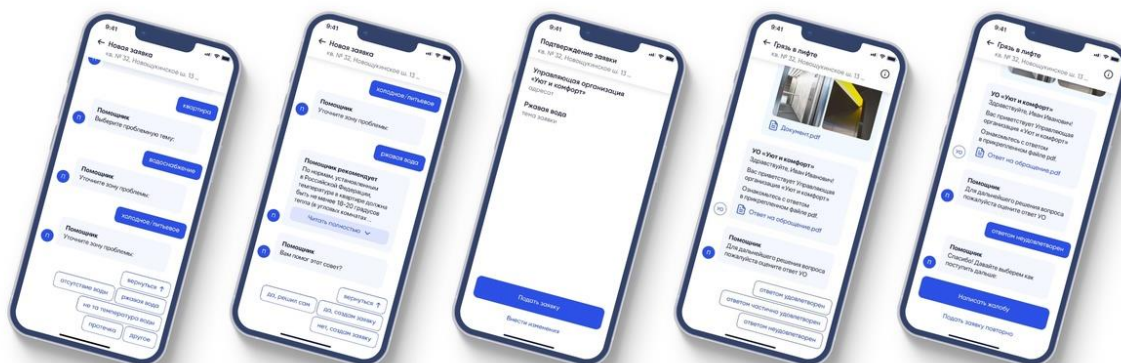 9:41
← Новая заявка
кв. № 32, Новощукинское ш. 13 ...
квартира
Помощник
Выберите проблемную тему:
водоснабжение
Помощник
Уточните зону проблемы:
холодное/питьевое
П
Помощник
Уточните зону проблемы:
вернуться ↑
отсутствие воды
ржавая вода
не та температура воды
протечка
другое
9:41
← Новая заявка
кв. № 32, Новощукинское ш. 13 ...
холодное/питьевое
Помощник
Уточните зону проблемы:
ржавая вода
Помощник рекомендует
По нормам, установленным
в Российской Федерации,
температура в квартире должна
быть не менее 18-20 градусов
тепла (в угловых комнатах ...
Читать полностью
П
Помощник
Вам помог этот совет?
вернуться ↑
да, решил сам
да, создам заявку
нет, создам заявку
9:41
Подтверждение заявки
кв. № 32, Новощукинское ш. 13 ...
Управляющая организация
«Уют и комфорт»
адресат
Ржавая вода
тема заявки
Подать заявку
Внести изменения
9:41
← Грязь в лифте
кв. № 32, Новощукинское ш. 13 ...
Документ.pdf
УО «Уют и комфорт»
Здравствуйте, Иван Иванович!
Вас приветствует Управляющая
организация «Уют и комфорт»
Ознакомьтесь с ответом
в прикрепленном файле pdf.
УО
Ответ на обращение.pdf
Помощник
Для дальнейшего решения вопроса
пожалуйста оцените ответ УО
П
ответом удовлетворен
ответом частично удовлетворен
ответом неудовлетворен
9:41
← Грязь в лифте
кв. № 32, Новощукинское ш. 13 ...
УО «Уют и комфорт»
Здравствуйте, Иван Иванович!
Вас приветствует Управляющая
организация «Уют и комфорт»
Ознакомьтесь с ответом
в прикрепленном файле pdf.
УО
Ответ на обращение.pdf
Помощник
Для дальнейшего решения вопроса
пожалуйста оцените ответ УО
П
ответом неудовлетворен
Помощник
Спасибо! Давайте выберем как
поступить дальше:
П
Написать жалобу
Подать заявку повторно